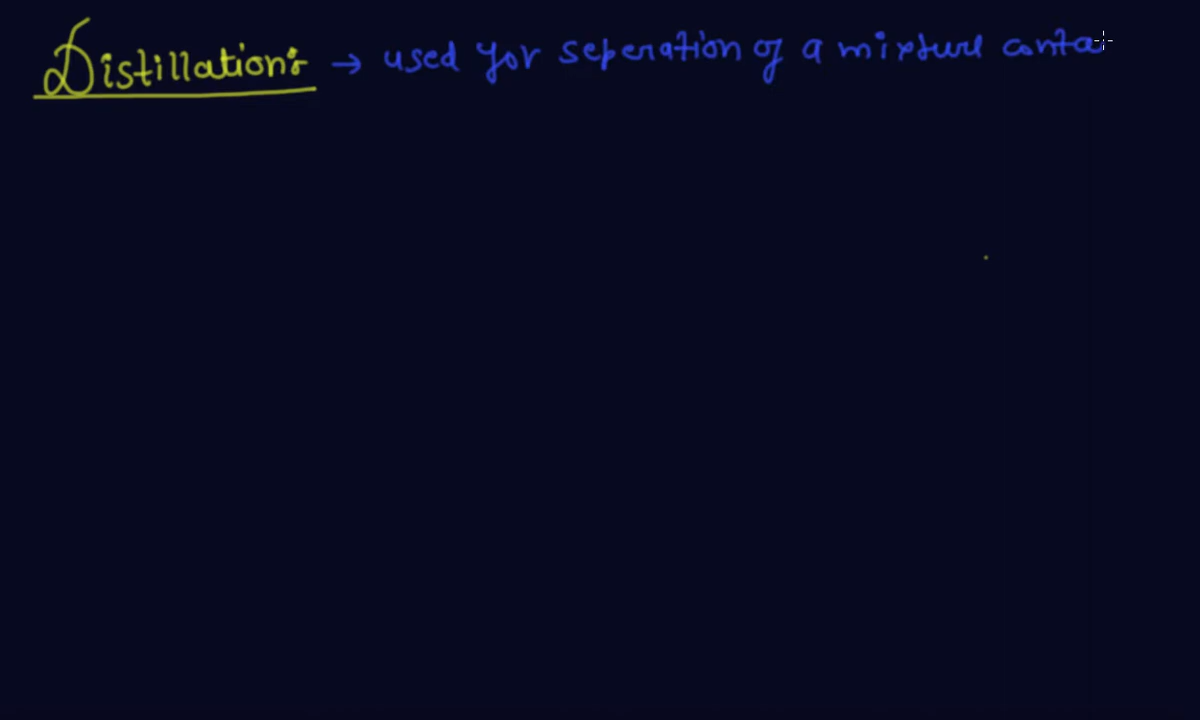 Distillation:- → used for seperation of a mixture conta